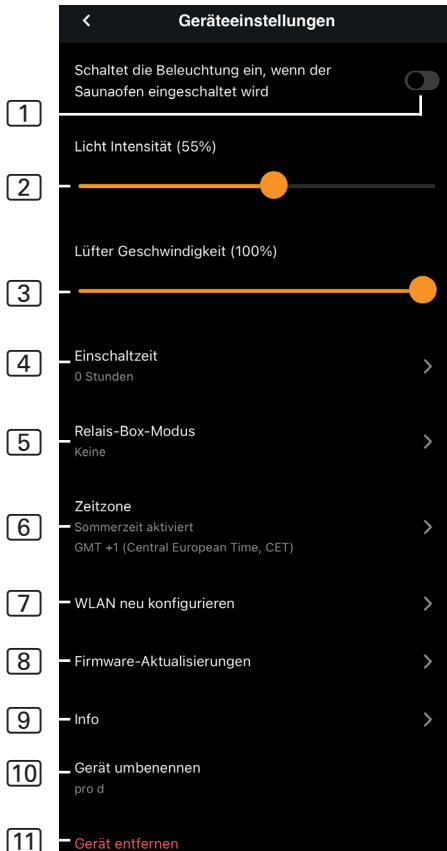 Geräteeinstellungen
Schaltet die Beleuchtung ein, wenn der
Saunaofen eingeschaltet wird
1
Licht Intensität (55%)
2
Lüfter Geschwindigkeit (100%)
3
4
Einschaltzeit
0 Stunden
5
Relais-Box-Modus
Keine
6
Zeitzone
Sommerzeit aktiviert
GMT +1 (Central European Time, CET)
7
WLAN neu konfigurieren
8
Firmware-Aktualisierungen
9
Info
10
Gerät umbenennen
pro d
11
Gerät entfernen